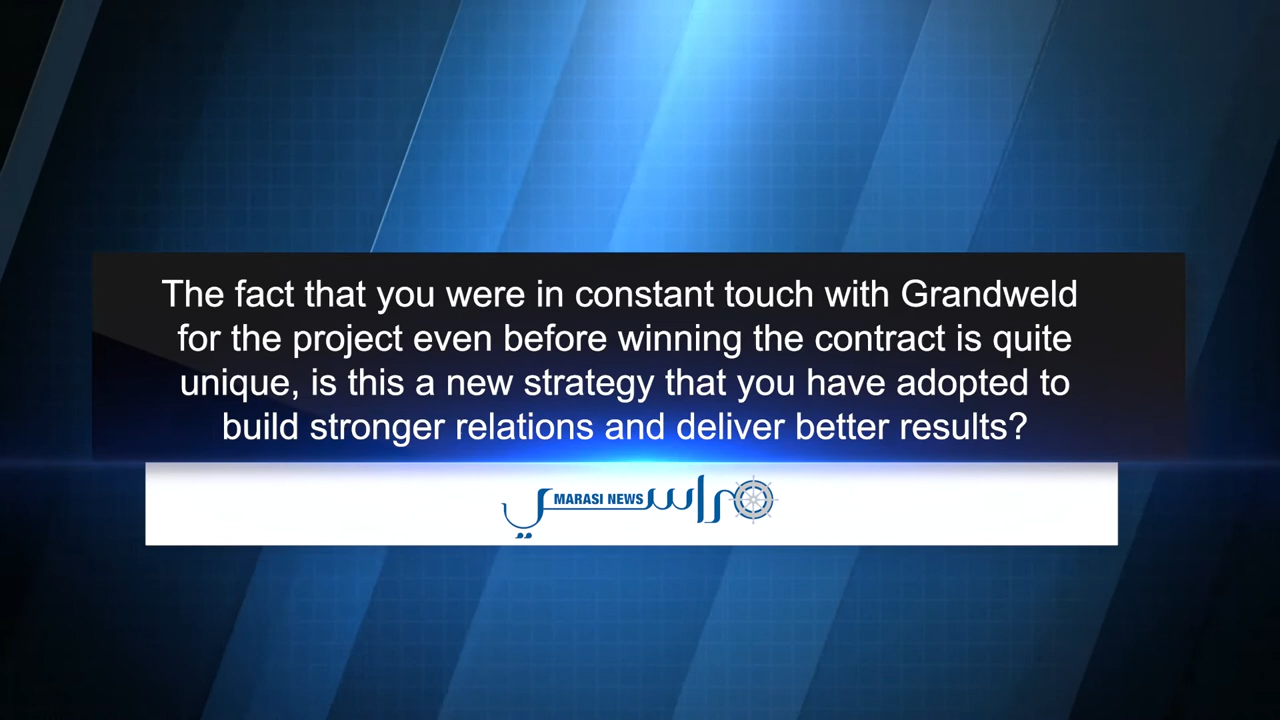 The fact that you were in constant touch with Grandweld
for the project even before winning the contract is quite
unique, is this a new strategy that you have adopted to
build stronger relations and deliver better results?
مراسي
MARASI NEWS